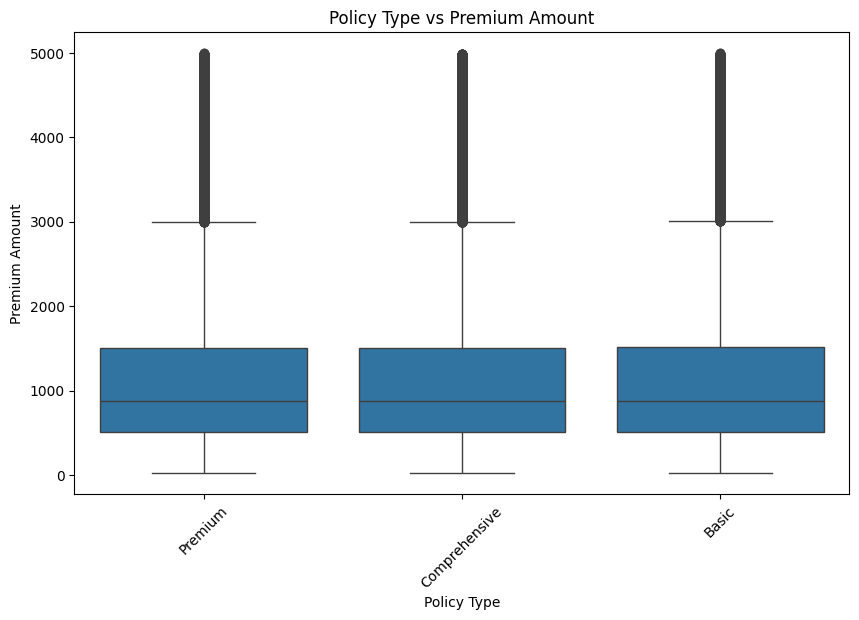 Policy Type vs Premium Amount
5000
4000
3000
2000
1000
0
Premium Amount
Premium
Comprehensive
Basic
Policy Type